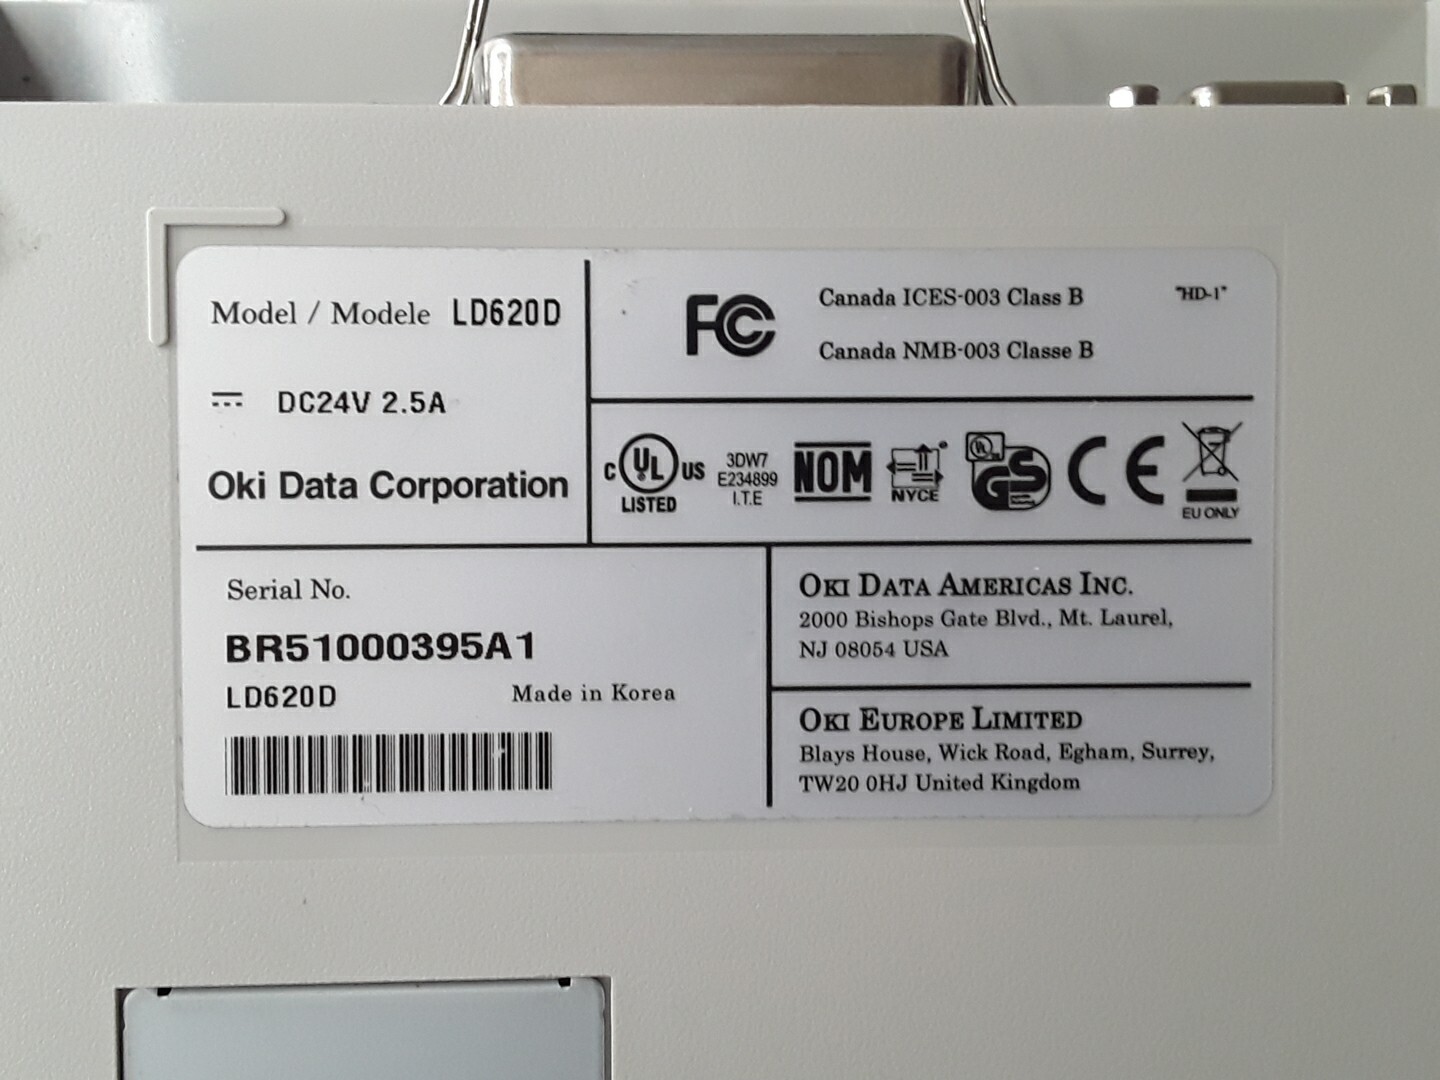 Model / Modele LD620D
DC24V 2.5A
Oki Data Corporation
FC
Canada ICES-003 Class B
"HD-1"
Canada NMB-003 Classe B
C UL US
LISTED
3DW7
E234899
I.T.E
NOM
NYCE
UL
GS
CE
EU ONLY
Serial No.
BR51000395A1
LD620D
Made in Korea
OKI DATA AMERICAS INC.
2000 Bishops Gate Blvd., Mt. Laurel,
NJ 08054 USA
OKI EUROPE LIMITED
Blays House, Wick Road, Egham, Surrey,
TW20 0HJ United Kingdom